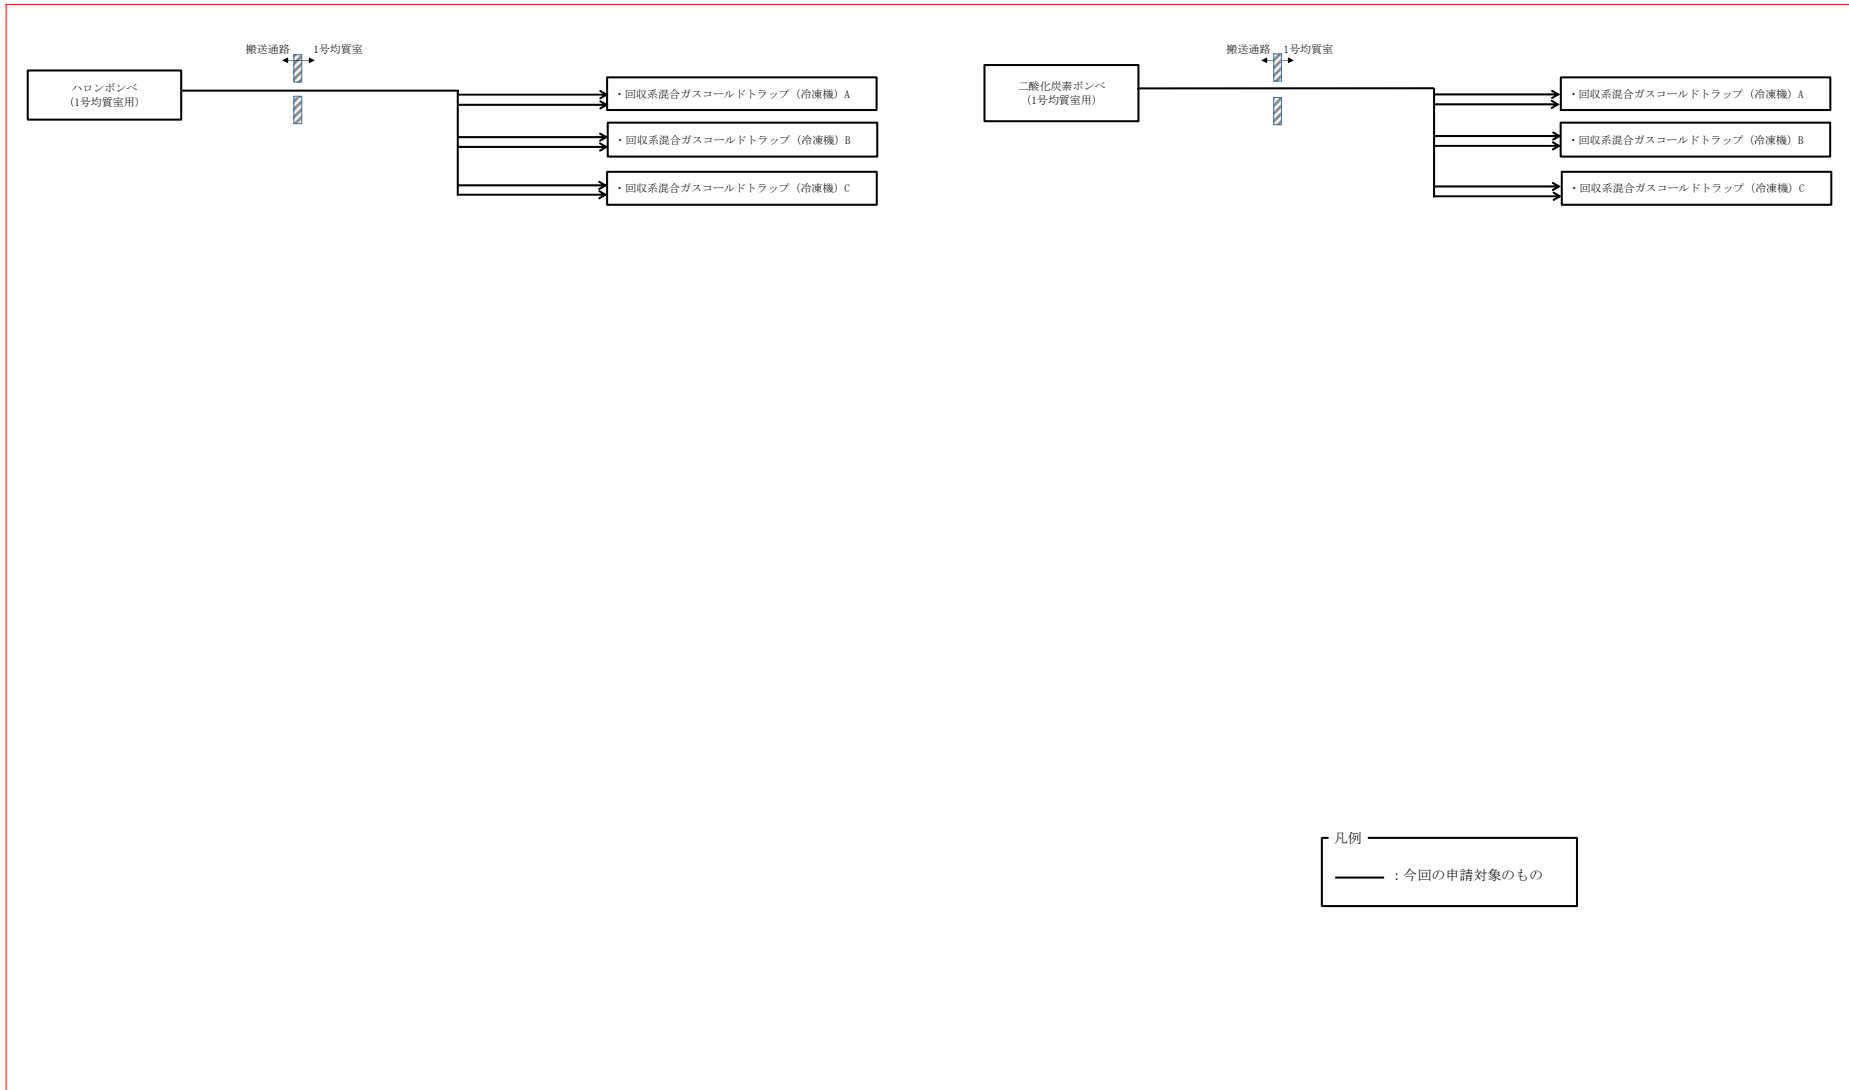 搬送通路 1号均質室
ハロンボンベ
(1号均質室用)
・回収系混合ガスコールドトラップ (冷凍機) A
・回収系混合ガスコールドトラップ (冷凍機) B
・回収系混合ガスコールドトラップ (冷凍機) C
搬送通路 1号均質室
二酸化炭素ボンベ
(1号均質室用)
・回収系混合ガスコールドトラップ (冷凍機) A
・回収系混合ガスコールドトラップ (冷凍機) B
・回収系混合ガスコールドトラップ (冷凍機) C
凡例
：今回の申請対象のもの